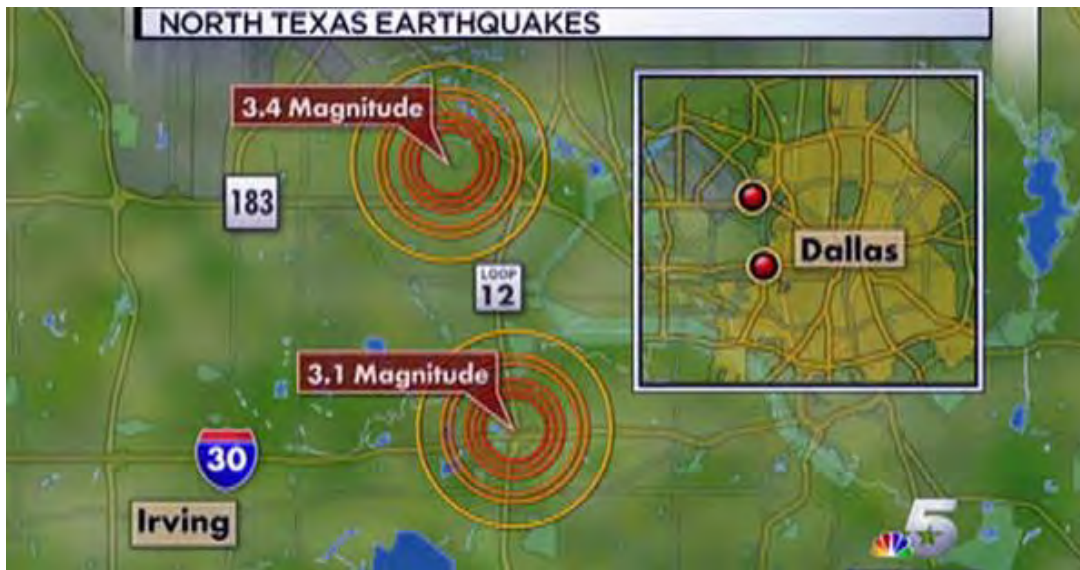 NORTH TEXAS EARTHQUAKES
3.4 Magnitude
183
Dallas
LOOP
12
3.1 Magnitude
30
Irving
5